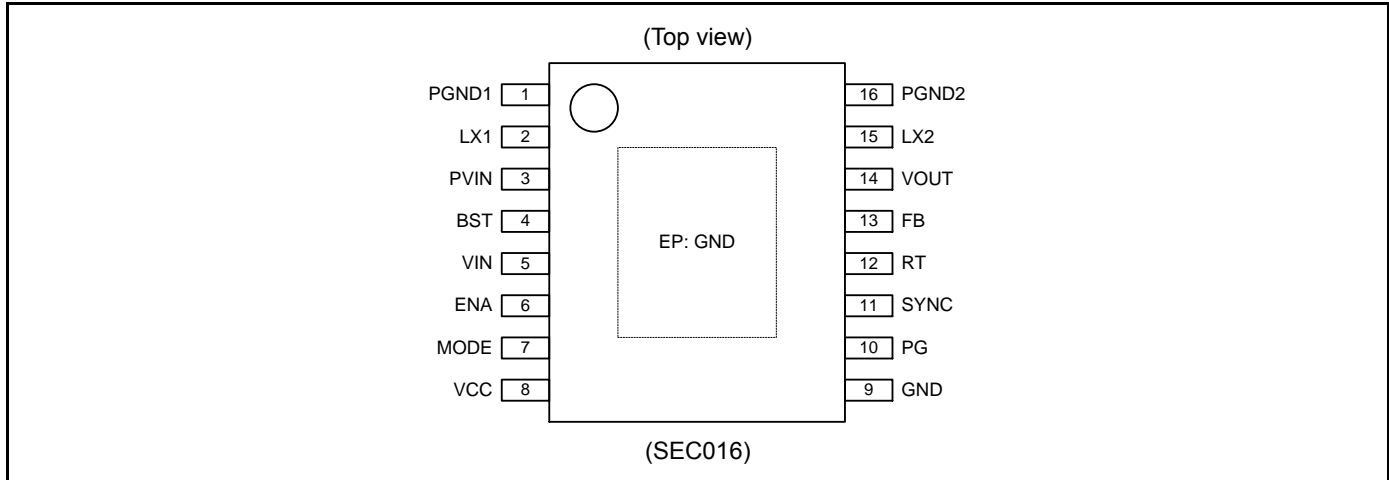 (Top view)
PGND1 1
LX1 2
PVIN 3
BST 4
VIN 5
ENA 6
MODE 7
VCC 8
EP: GND
16 PGND2
15 LX2
14 VOUT
13 FB
12 RT
11 SYNC
10 PG
9 GND
(SEC016)